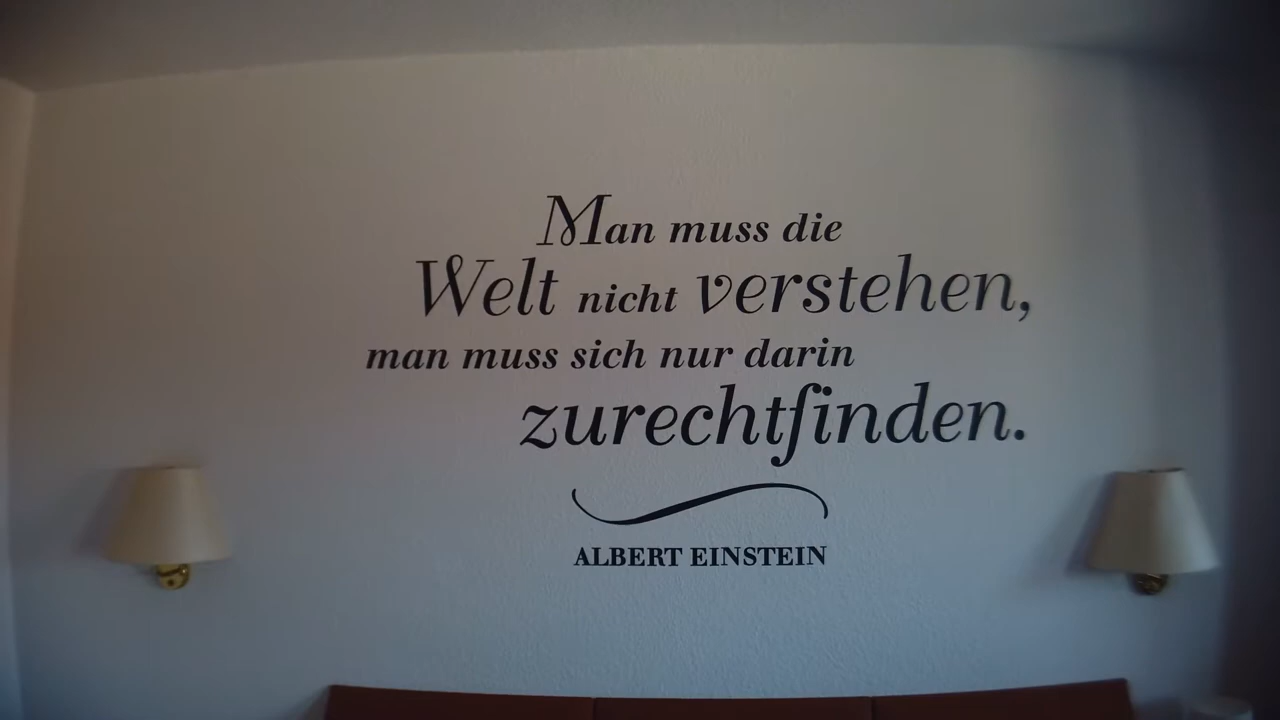 Man muss die
Welt nicht verstehen,
man muss sich nur darin
zurechtfinden.
ALBERT EINSTEIN